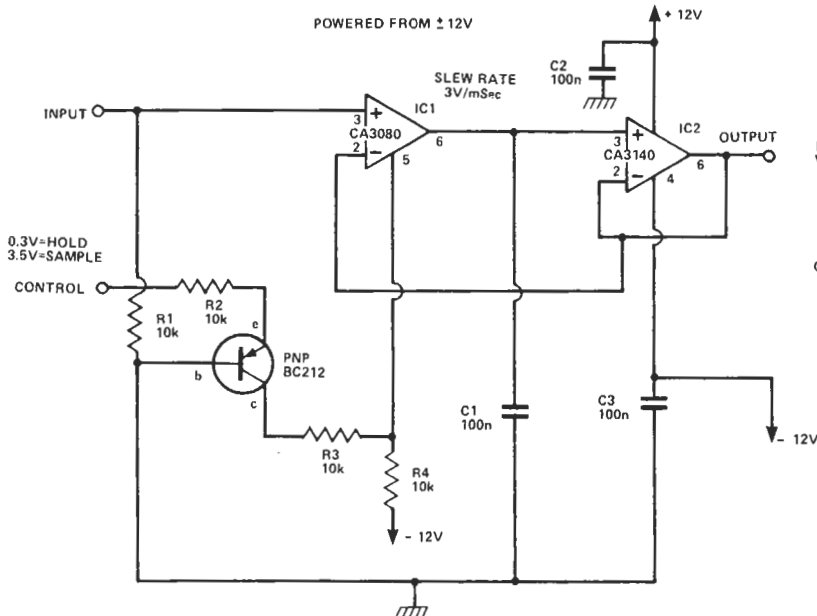 POWERED FROM ± 12V
+ 12V
C2
100n
SLEW RATE
3V/mSec
INPUT
3
+
CA3080
2
−
IC1
6
5
3
+
CA3140
2
−
IC2
6
4
OUTPUT
0.3V=HOLD
3.5V=SAMPLE
CONTROL
R2
10k
R1
10k
e
b
c
PNP
BC212
R3
10k
R4
10k
- 12V
C1
100n
C3
100n
- 12V